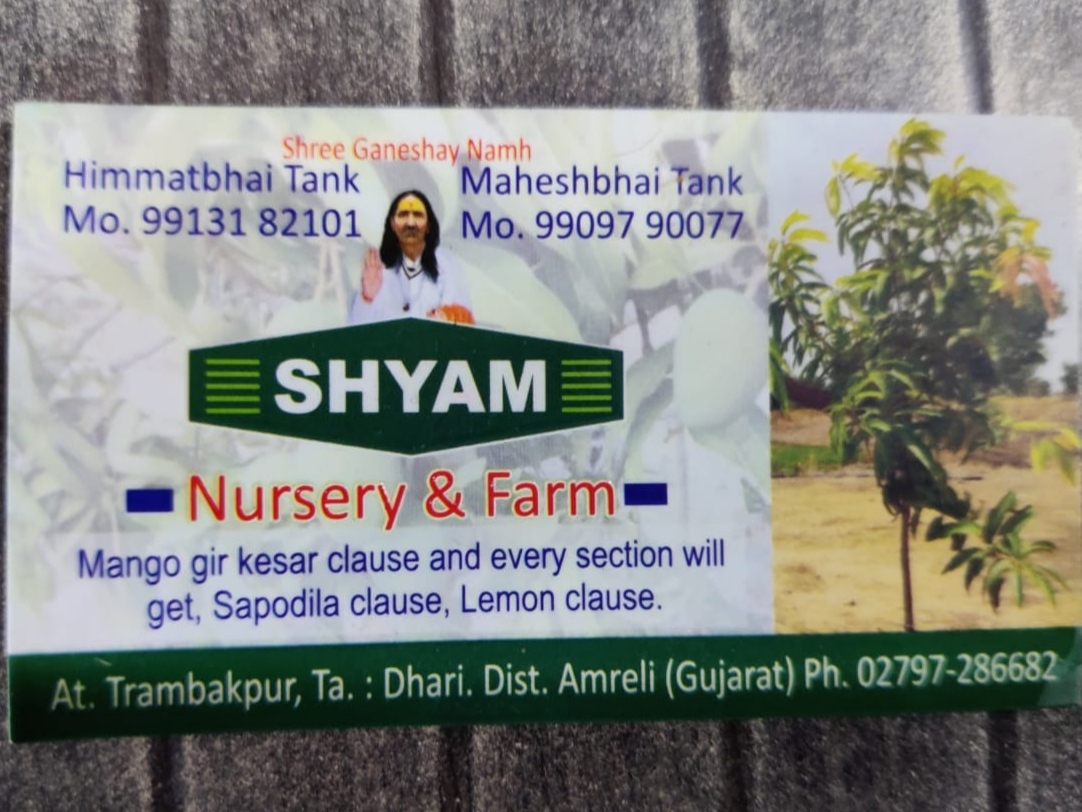 Shree Ganeshay Namh
Himmatbhai Tank
Mo. 99131 82101
Maheshbhai Tank
Mo. 99097 90077
SHYAM
Nursery & Farm
Mango gir kesar clause and every section will
get, Sapodila clause, Lemon clause.
At. Trambakpur, Ta. : Dhari. Dist. Amreli (Gujarat) Ph. 02797-286682